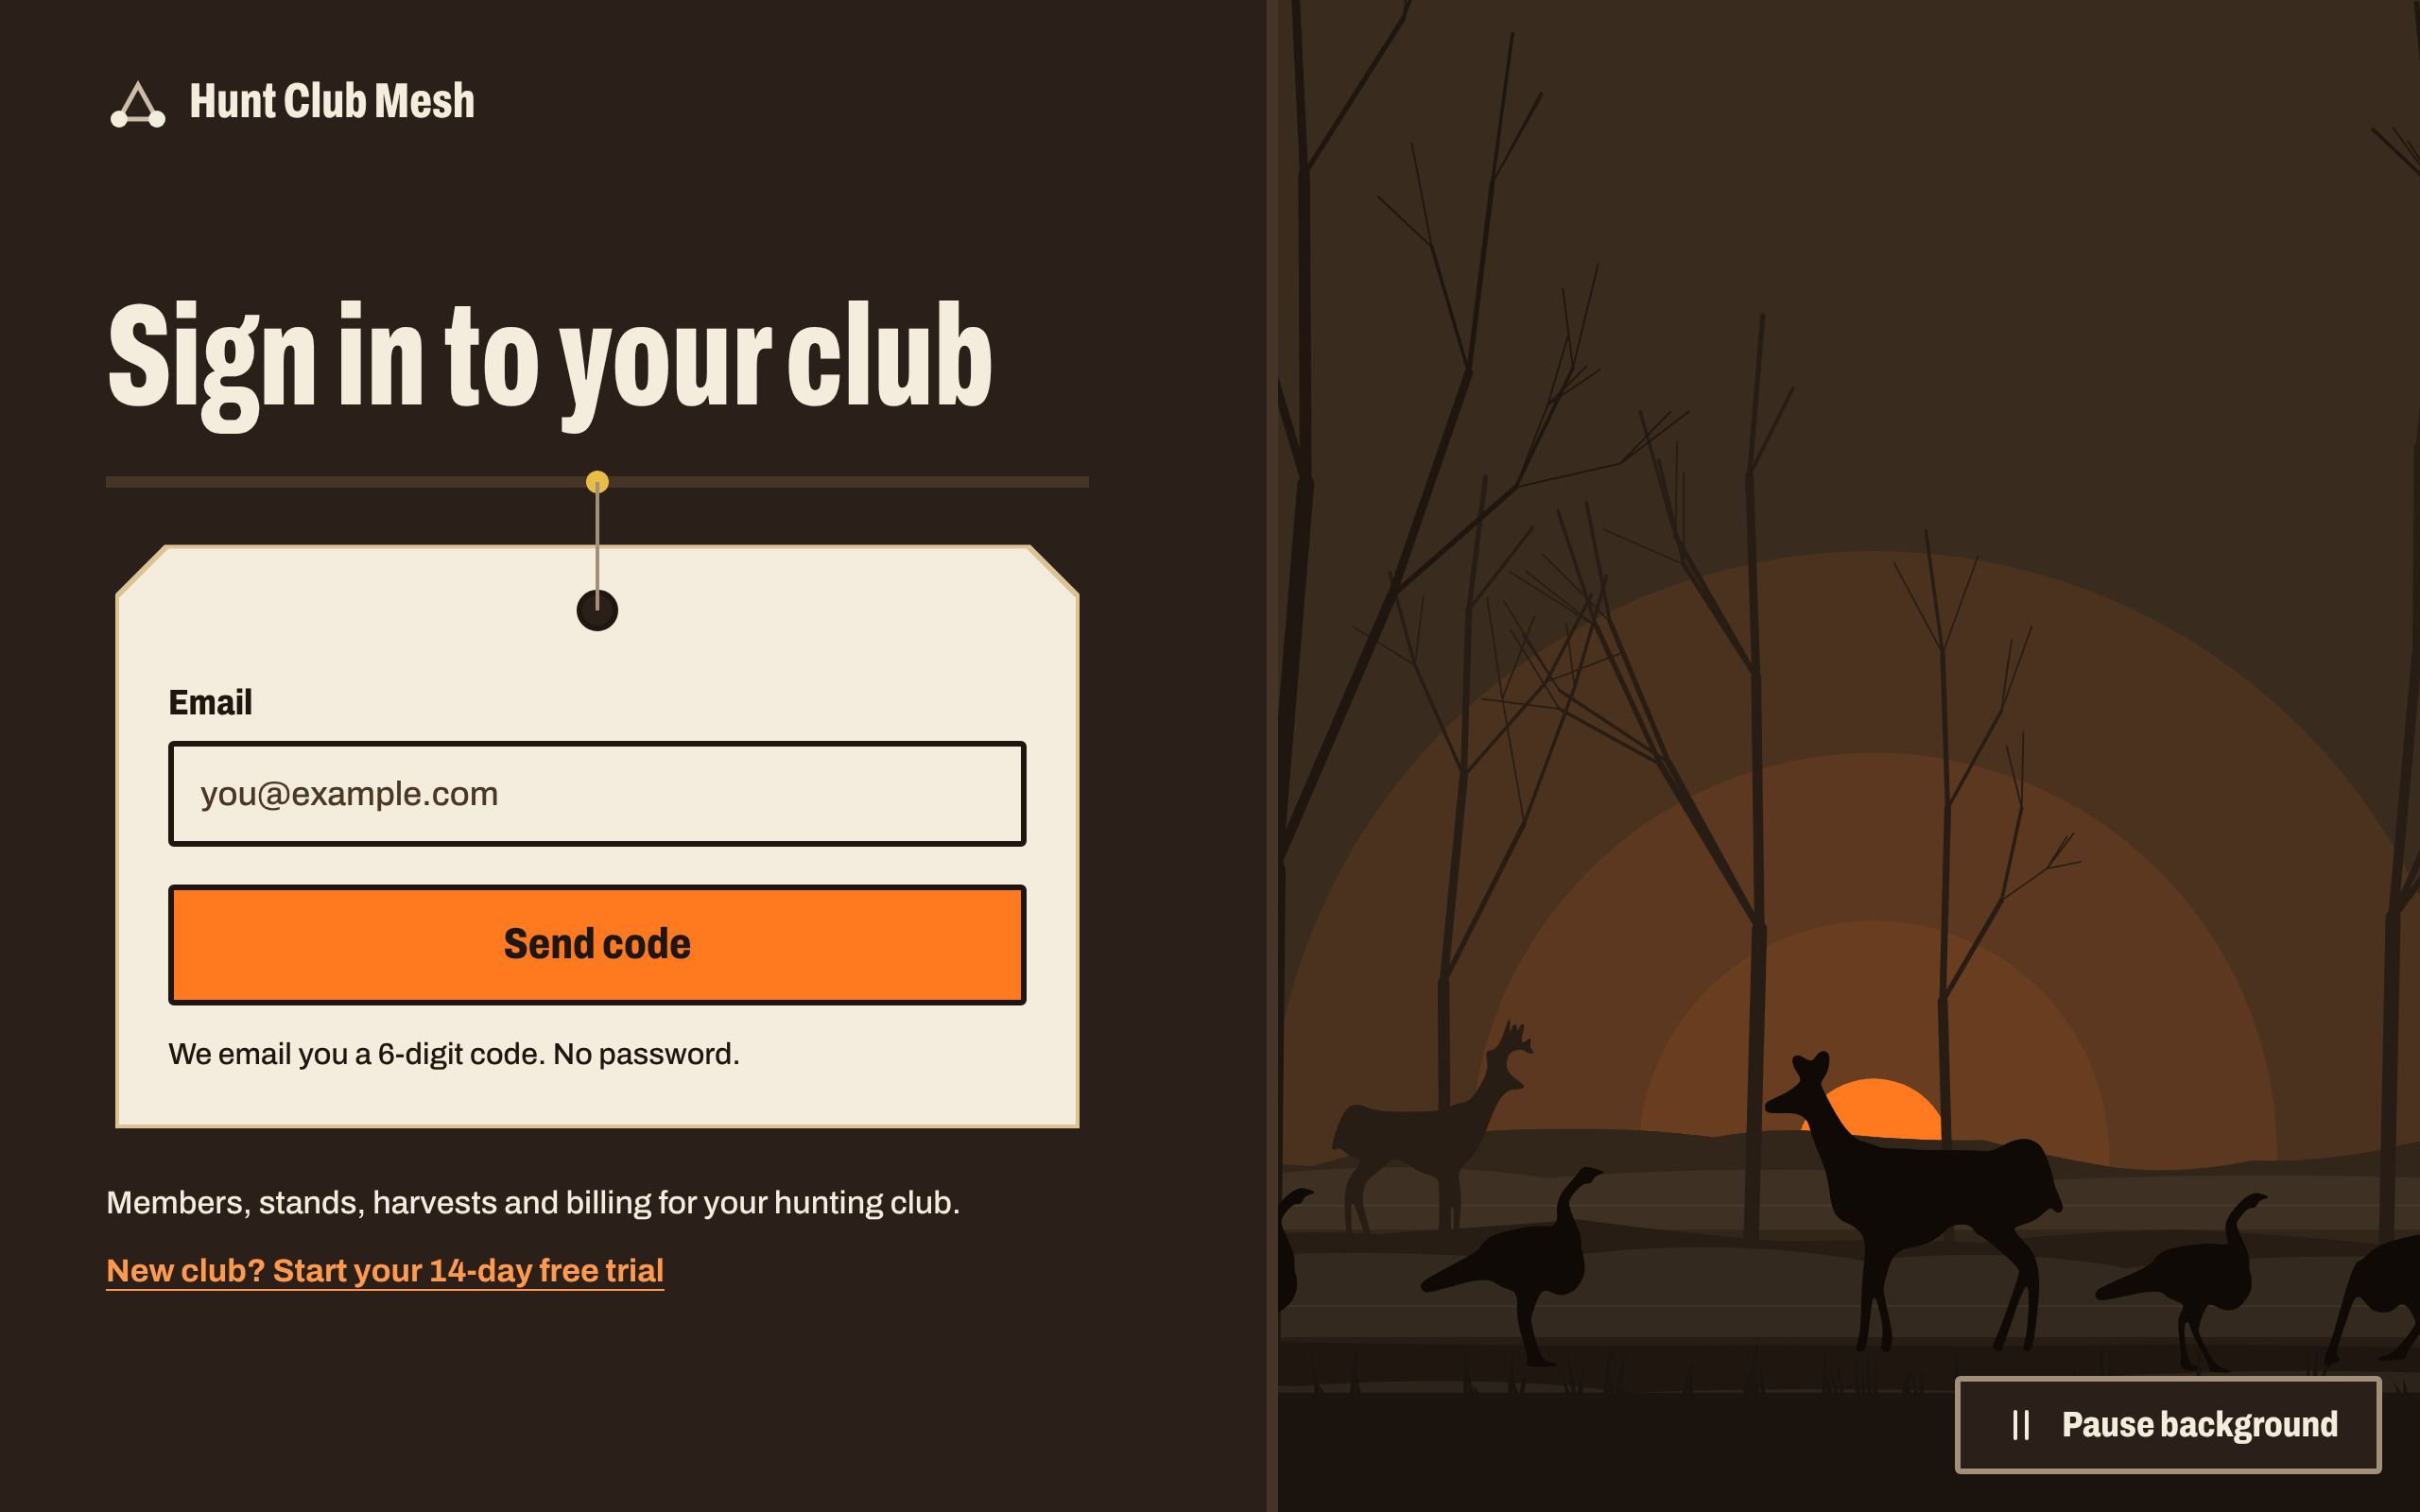 Hunt Club Mesh
Sign in to your club
Email
you@example.com
Send code
We email you a 6-digit code. No password.
Members, stands, harvests and billing for your hunting club.
New club? Start your 14-day free trial
Pause background